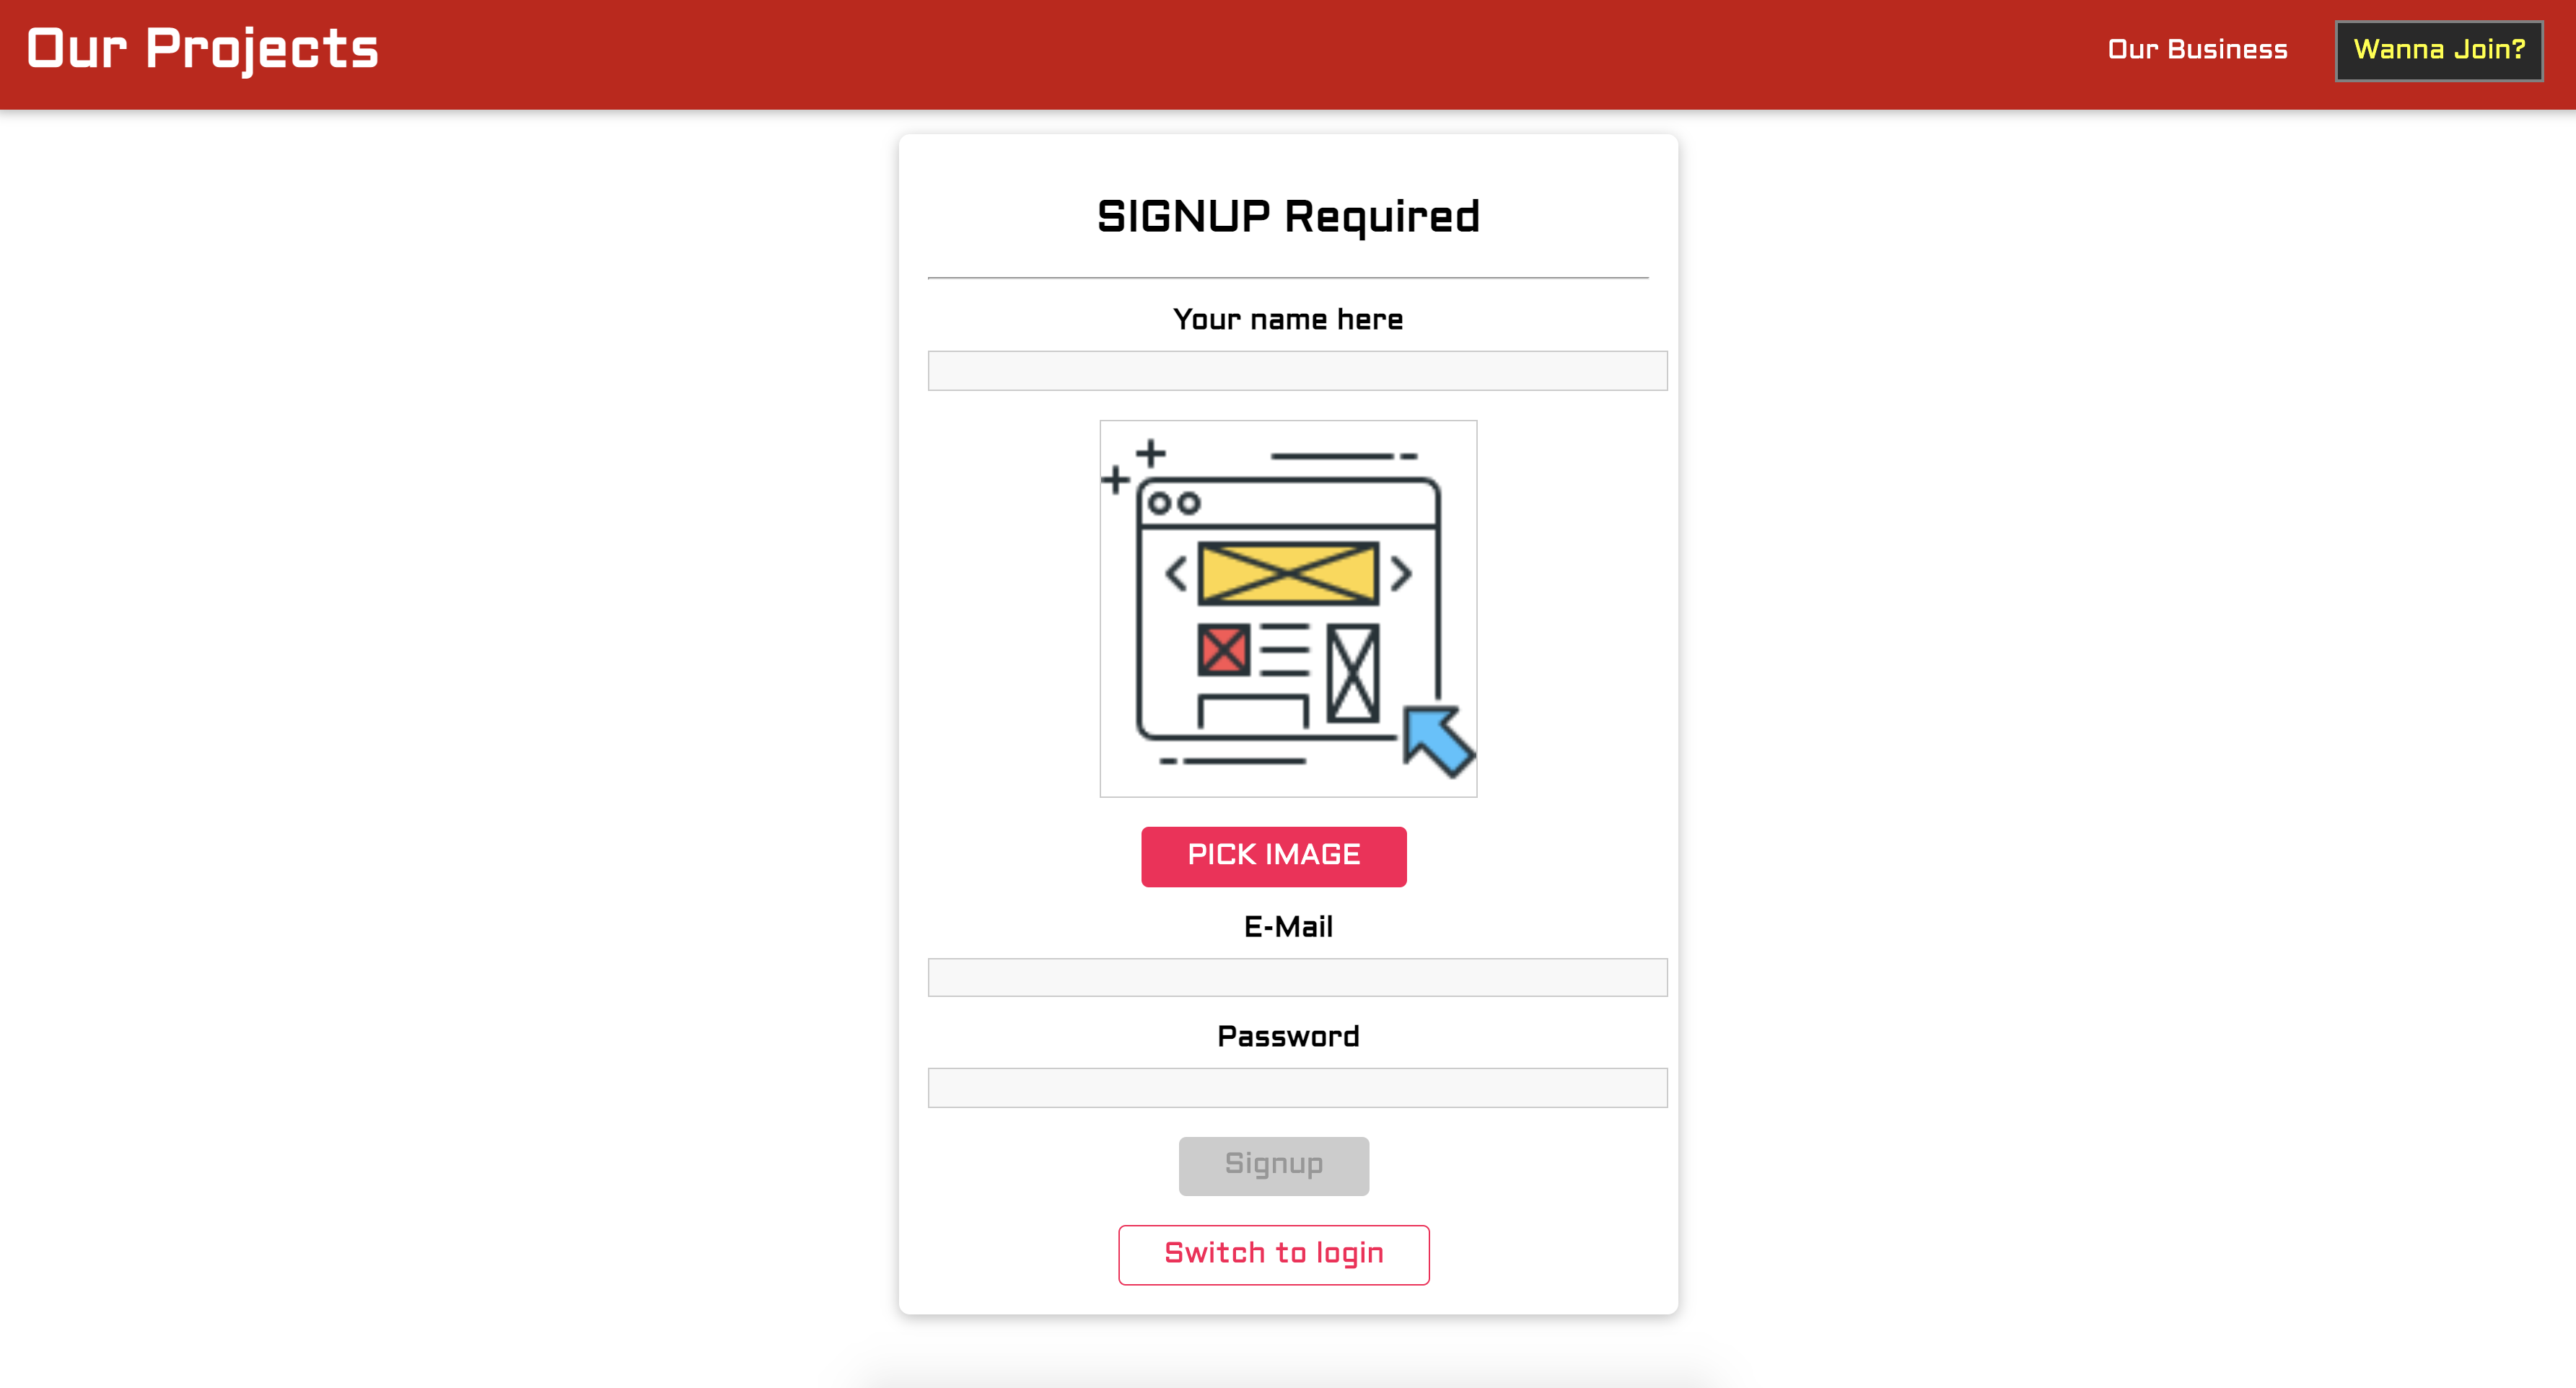 Our Projects
Our Business
Wanna Join?
SIGNUP Required
Your name here
PICK IMAGE
E-Mail
Password
Signup
Switch to login